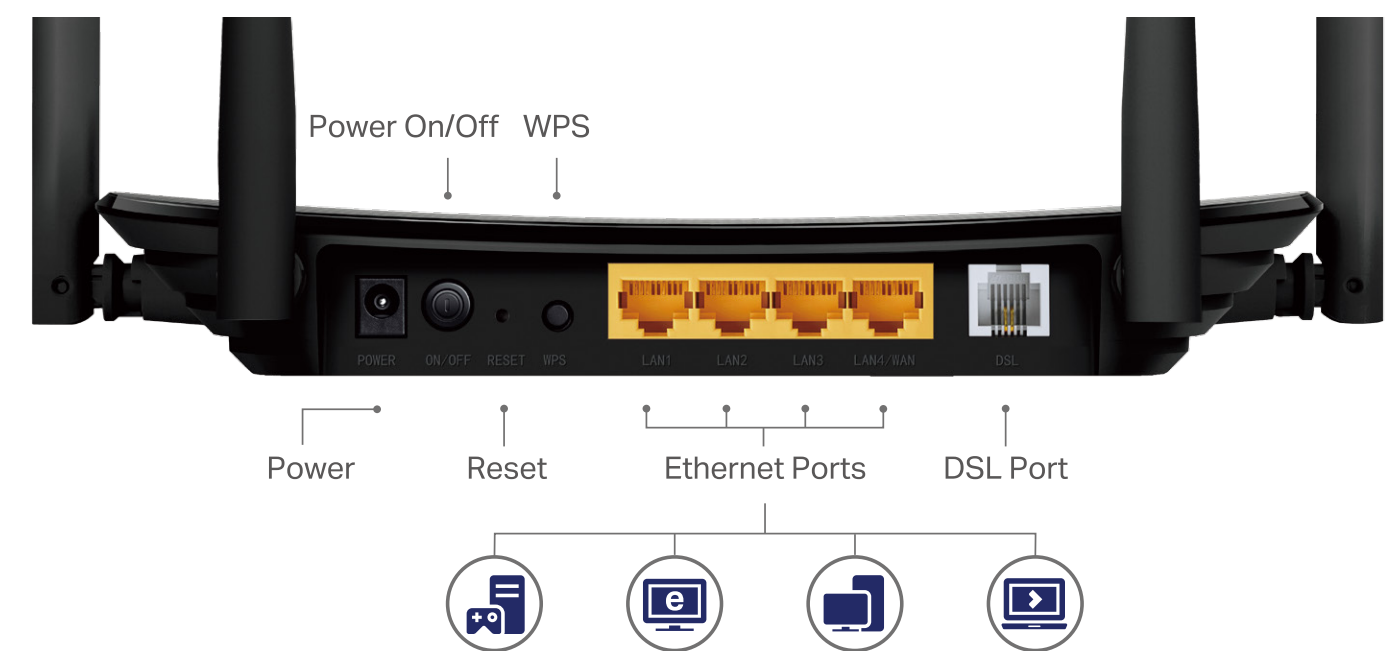 Power On/Off WPS
POWER ON/OFF RESET WPS LAN1 LAN2 LAN3 LAN4/WAN DSL
Power Reset Ethernet Ports DSL Port
e